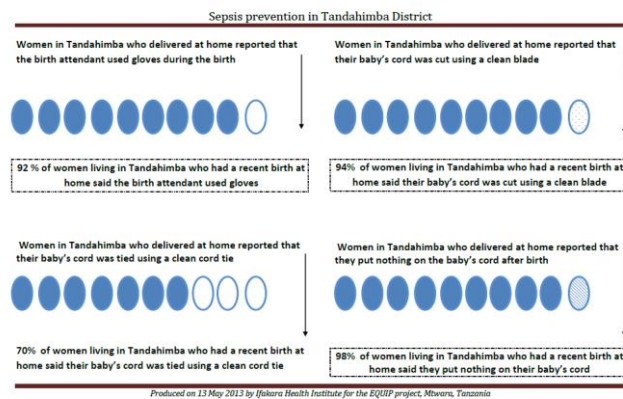 Sepsis prevention in Tandahimba District
Women in Tandahimba who delivered at home reported that
the birth attendant used gloves during the birth
92 % of women living in Tandahimba who had a recent birth at
home said the birth attendant used gloves
Women in Tandahimba who delivered at home reported that
their baby's cord was cut using a clean blade
94% of women living in Tandahimba who had a recent birth at
home said their baby's cord was cut using a clean blade
Women in Tandahimba who delivered at home reported that
their baby's cord was tied using a clean cord tie
70% of women living in Tandahimba who had a recent birth at
home said their baby's cord was tied using a clean cord tie
Women in Tandahimba who delivered at home reported that
they put nothing on the baby's cord after birth
98% of women living in Tandahimba who had a recent birth at
home said they put nothing on their baby's cord
Produced on 13 May 2013 by Ifakara Health Institute for the EQUIP project, Mtwara, Tanzania